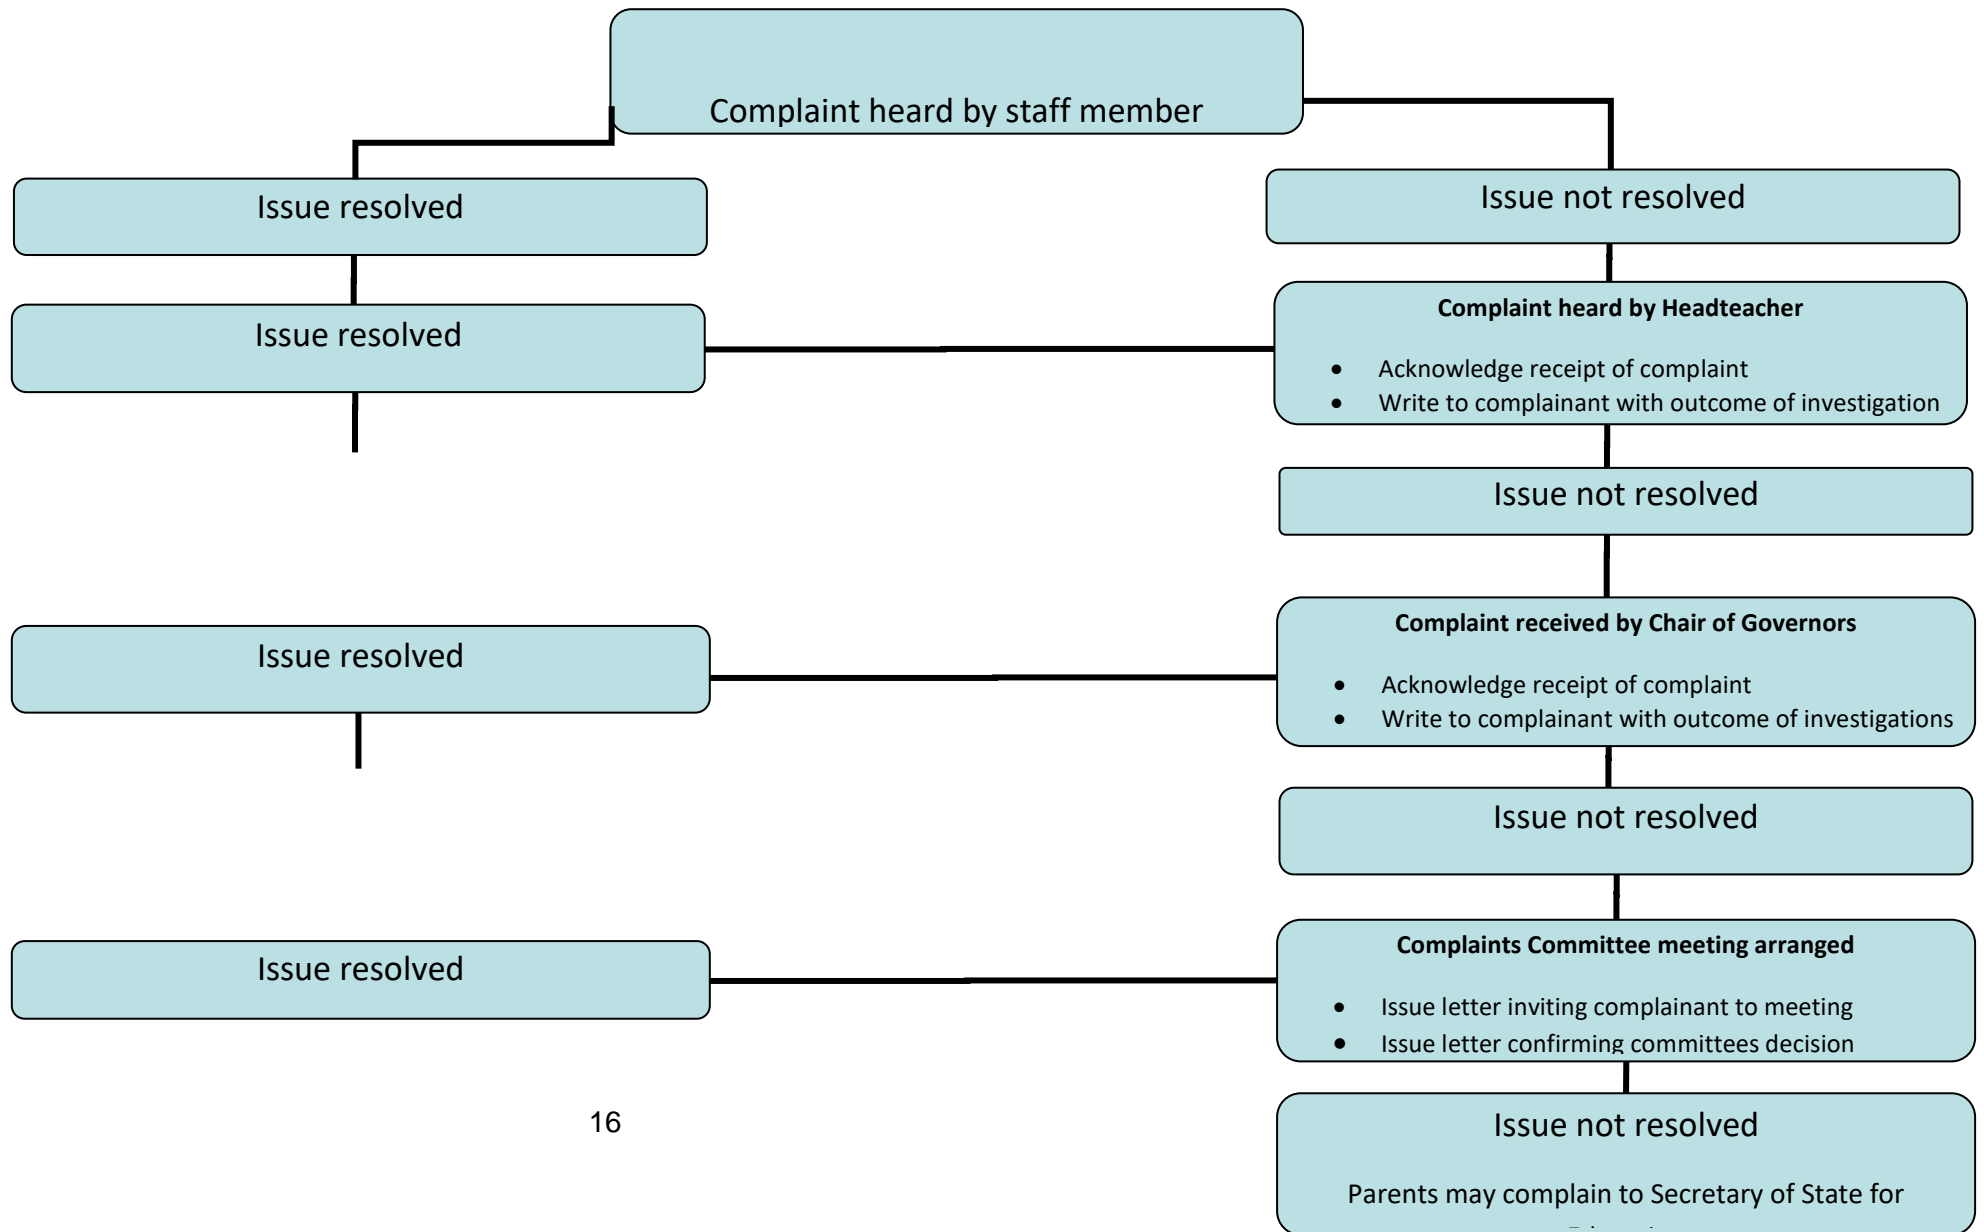 Complaint heard by staff member
Issue resolved
Issue not resolved
Issue resolved
Complaint heard by Headteacher
• Acknowledge receipt of complaint
• Write to complainant with outcome of investigation
Issue not resolved
Issue resolved
Complaint received by Chair of Governors
• Acknowledge receipt of complaint
• Write to complainant with outcome of investigations
Issue not resolved
Issue resolved
Complaints Committee meeting arranged
• Issue letter inviting complainant to meeting
• Issue letter confirming committees decision
16
Issue not resolved
Parents may complain to Secretary of State for